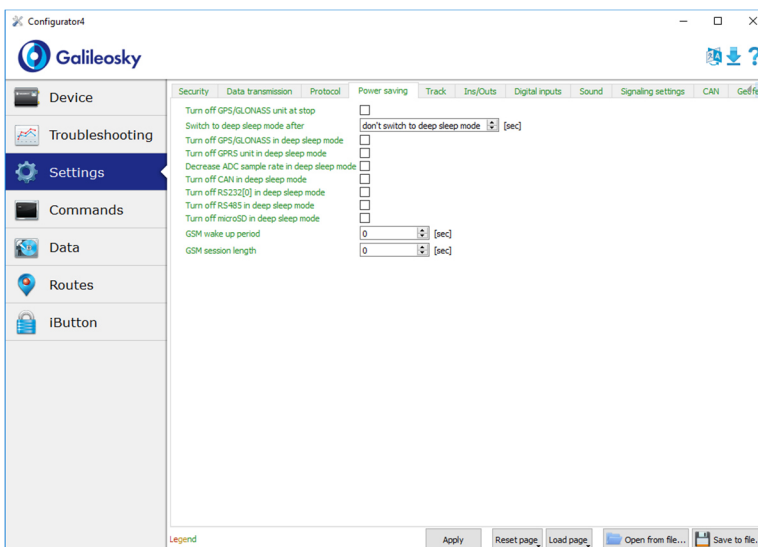 Configurator4
Galileosky
Device
Troubleshooting
Settings
Commands
Data
Routes
iButton
Security Data transmission Protocol Power saving Track Ins/Outs Digital inputs Sound Signaling settings CAN
Turn off GPS/GLONASS unit at stop
Switch to deep sleep mode after don't switch to deep sleep mode [sec]
Turn off GPS/GLONASS in deep sleep mode
Turn off GPRS unit in deep sleep mode
Decrease ADC sample rate in deep sleep mode
Turn off CAN in deep sleep mode
Turn off RS232[0] in deep sleep mode
Turn off RS485 in deep sleep mode
Turn off microSD in deep sleep mode
GSM wake up period 0 [sec]
GSM session length 0 [sec]
Legend Apply Reset page Load page Open from file... Save to file...